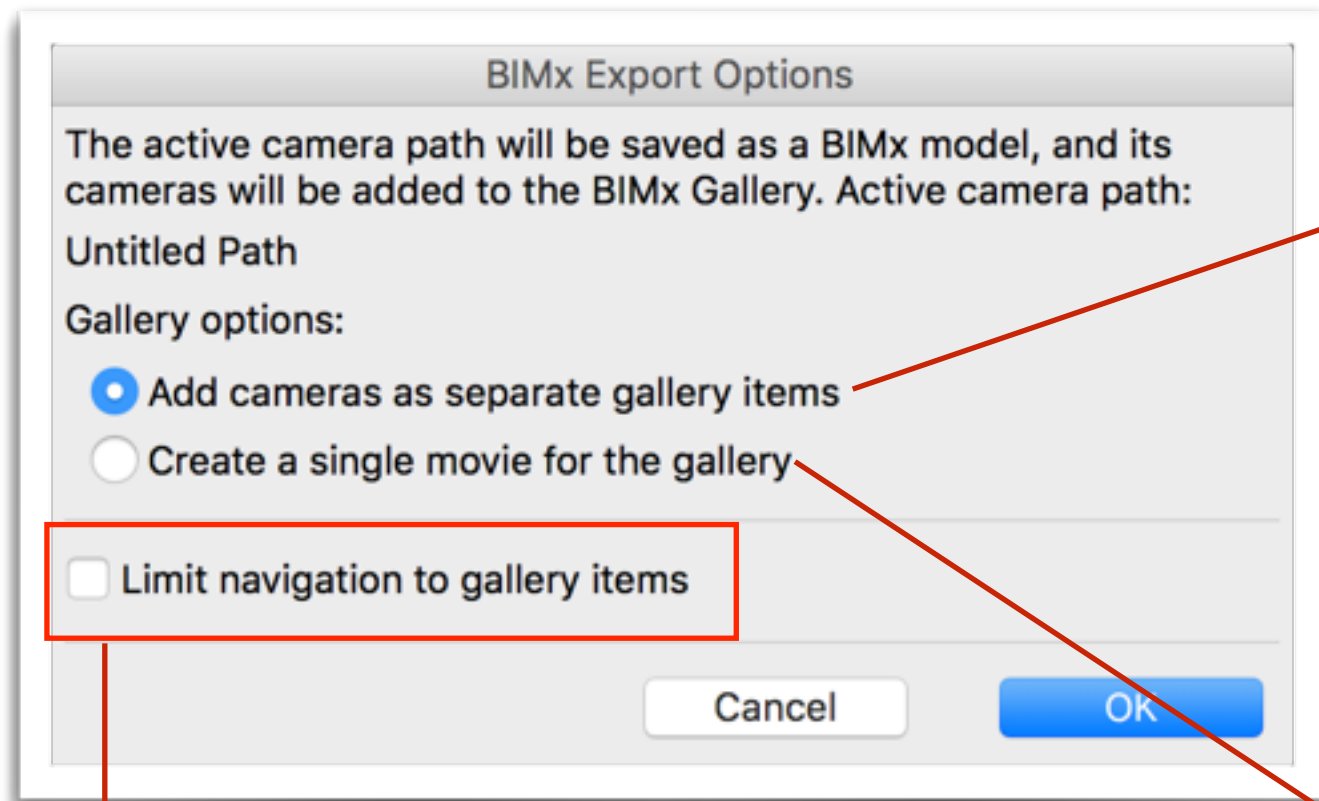 BIMx Export Options
The active camera path will be saved as a BIMx model, and its
cameras will be added to the BIMx Gallery. Active camera path:
Untitled Path
Gallery options:
Add cameras as separate gallery items
Create a single movie for the gallery
Limit navigation to gallery items
Cancel
OK